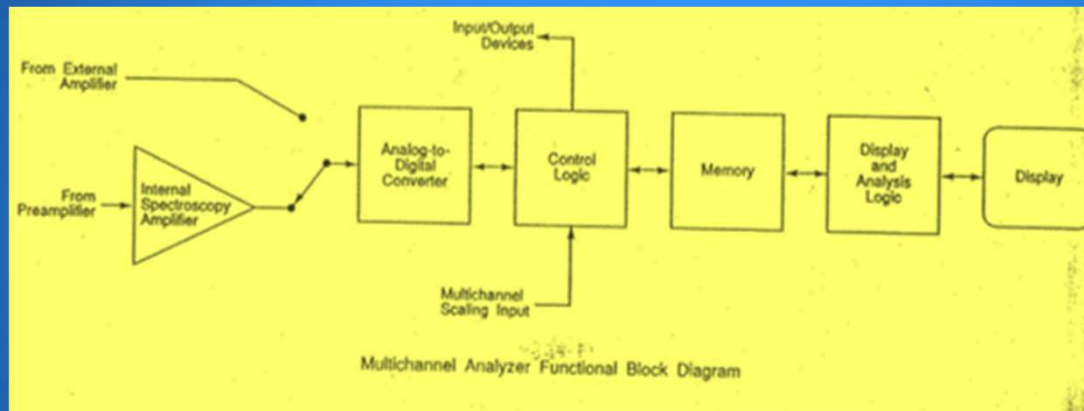 Input/Output
Devices
From External
Amplifier
Analog-to-
Digital
Converter
Control
Logic
Memory
Display
and
Analysis
Logic
Display
From
Preamplifier
Internal
Spectroscopy
Amplifier
Multichannel
Scaling Input
Multichannel Analyzer Functional Block Diagram